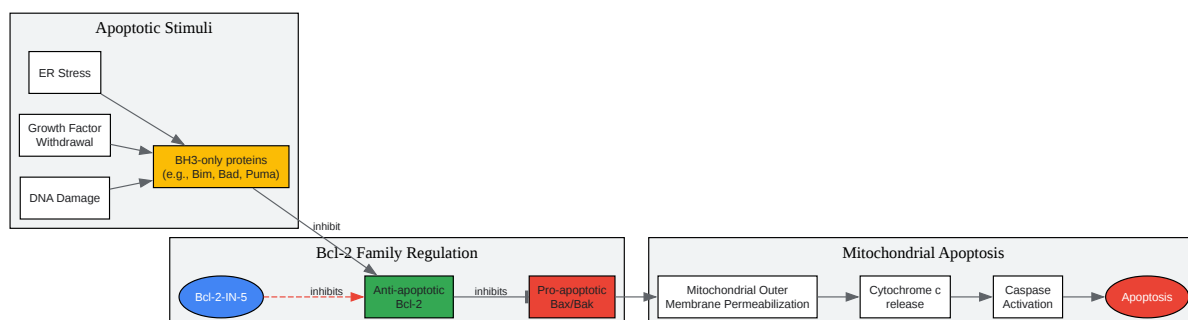 Apoptotic Stimuli
ER Stress
Growth Factor
Withdrawal
BH3-only proteins
(e.g., Bim, Bad, Puma)
DNA Damage
inhibit
Bcl-2 Family Regulation
Mitochondrial Apoptosis
Bcl-2-IN-5
inhibits
Anti-apoptotic
Bcl-2
inhibits
Pro-apoptotic
Bax/Bak
Mitochondrial Outer
Membrane Permeabilization
Cytochrome c
release
Caspase
Activation
Apoptosis